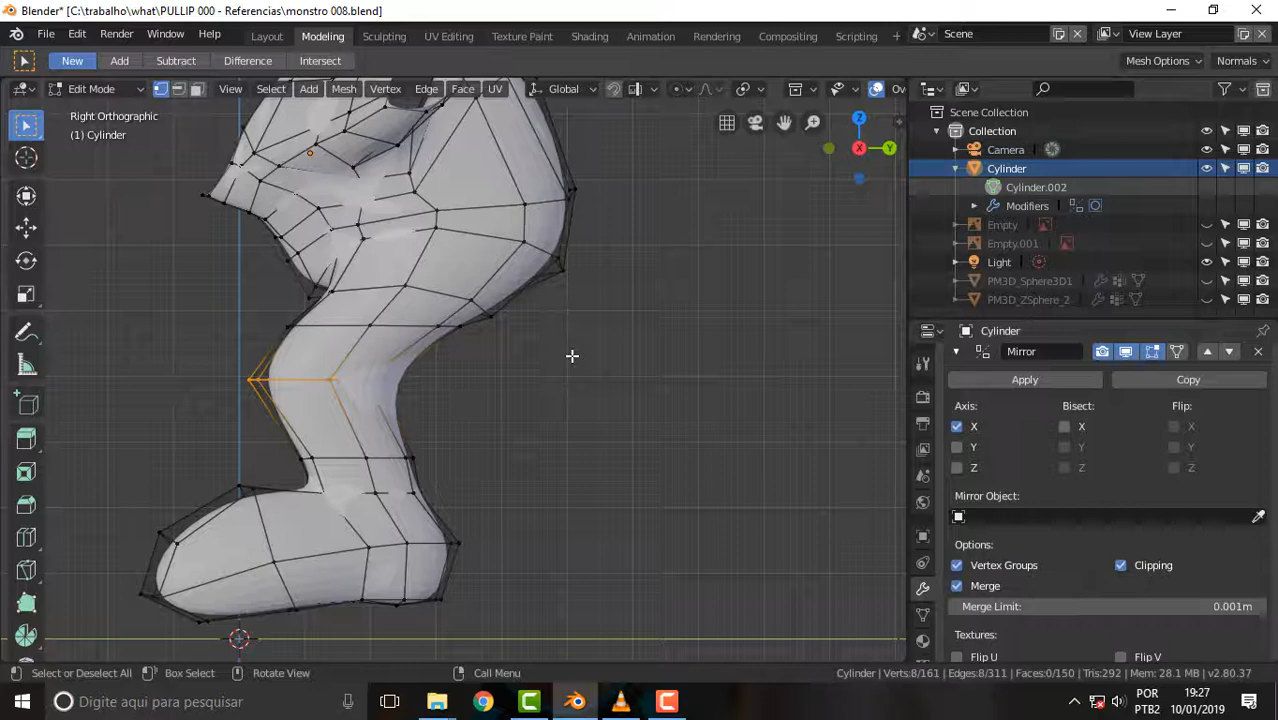 Blender* [C:\trabalho\what\PULLIP 000 - Referencias\monstro 008.blend]
File Edit Render Window Help Layout Modeling Sculpting UV Editing Texture Paint Shading Animation Rendering Compositing Scripting Scene View Layer
New Add Subtract Difference Intersect Mesh Options Normals
Edit Mode View Select Add Mesh Vertex Edge Face UV Global Ov
Right Orthographic
(1) Cylinder
Z
Y
X
Scene Collection
Collection
Camera
Cylinder
Cylinder.002
Modifiers
Empty
Empty.001
Light
PM3D_Sphere3D1
PM3D_ZSphere_2
Cylinder
Mirror
Apply Copy
Axis: Bisect: Flip:
X X X
Y Y Y
Z Z Z
Mirror Object:
Options:
Vertex Groups Clipping
Merge
Merge Limit: 0.001m
Textures:
Flip U Flip V
Select or Deselect All Box Select Rotate View Call Menu Cylinder | Verts:8/161 | Edges:8/311 | Faces:0/150 | Tris:292 | Mem: 28.1 MB | v2.80.37
Digite aqui para pesquisar
POR
PTB2
19:27
10/01/2019